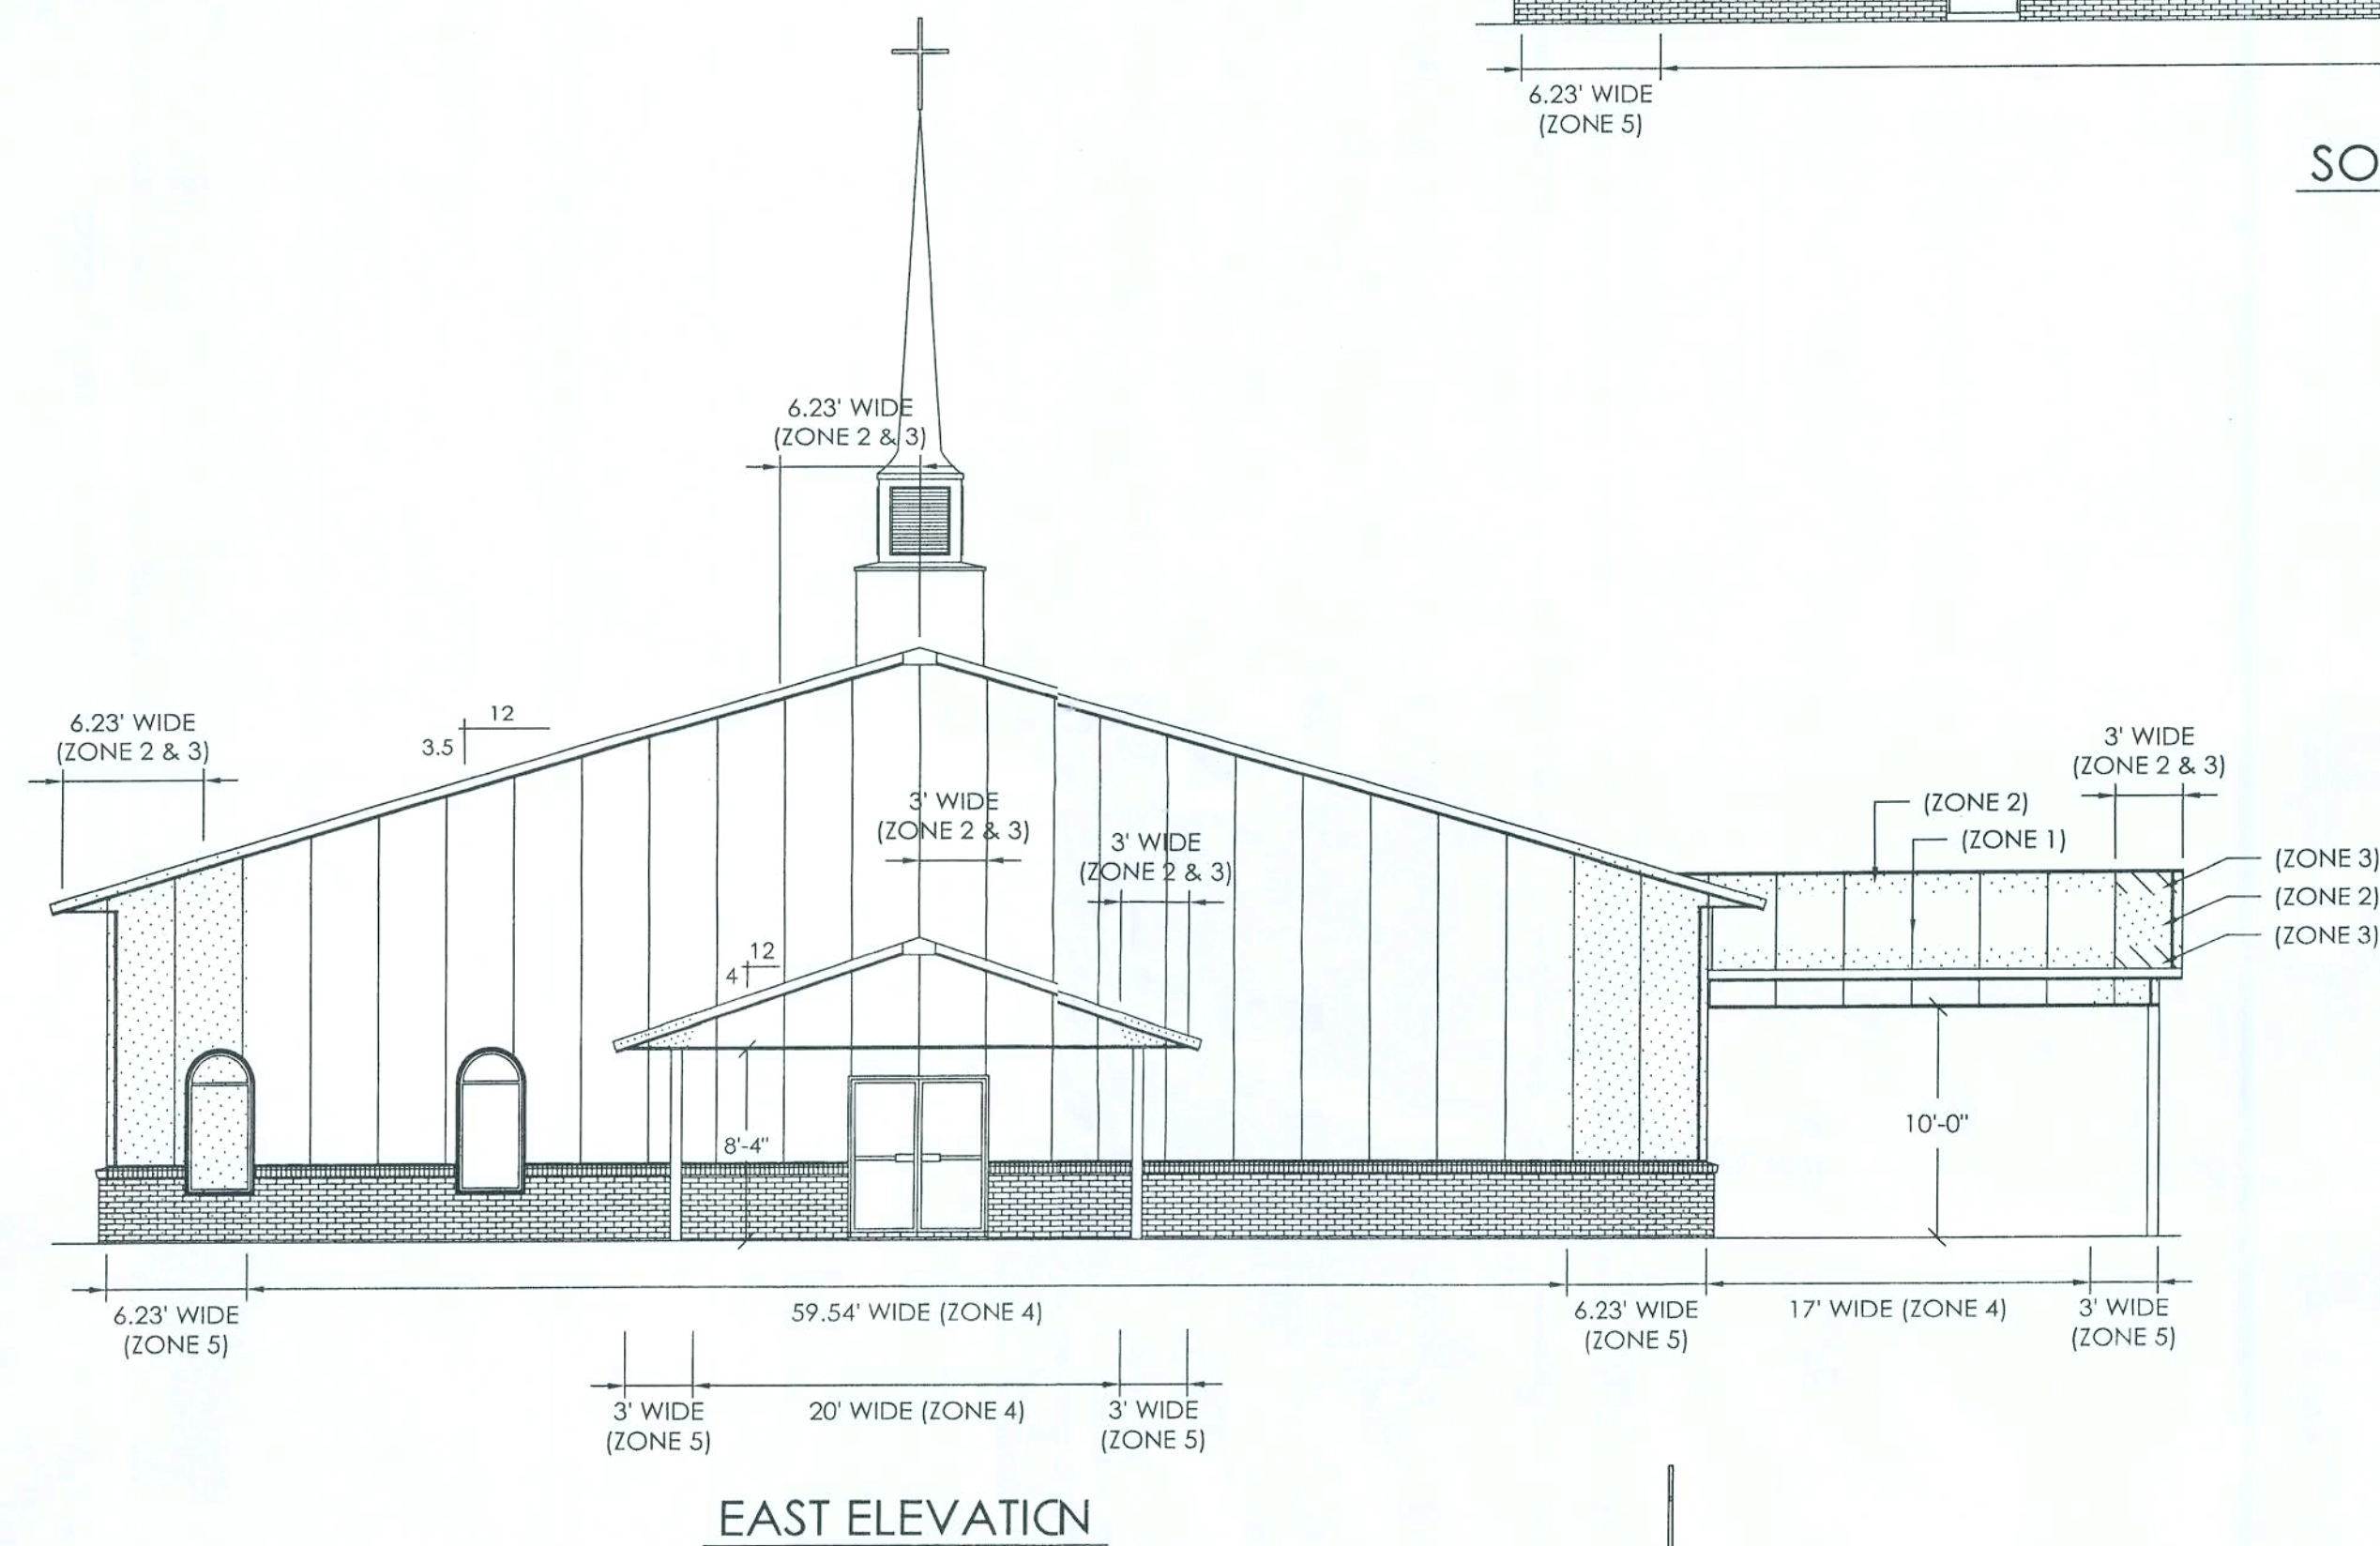 6.23' WIDE
(ZONE 5)
SO
6.23' WIDE
(ZONE 2 & 3)
6.23' WIDE
(ZONE 2 & 3)
12
3.5
3' WIDE
(ZONE 2 & 3)
3' WIDE
(ZONE 2 & 3)
3' WIDE
(ZONE 2 & 3)
(ZONE 2)
(ZONE 1)
(ZONE 3)
(ZONE 2)
(ZONE 3)
12
4
8'-4"
10'-0"
6.23' WIDE
(ZONE 5)
59.54' WIDE (ZONE 4)
6.23' WIDE
(ZONE 5)
17' WIDE (ZONE 4)
3' WIDE
(ZONE 5)
3' WIDE
(ZONE 5)
20' WIDE (ZONE 4)
3' WIDE
(ZONE 5)
EAST ELEVATION